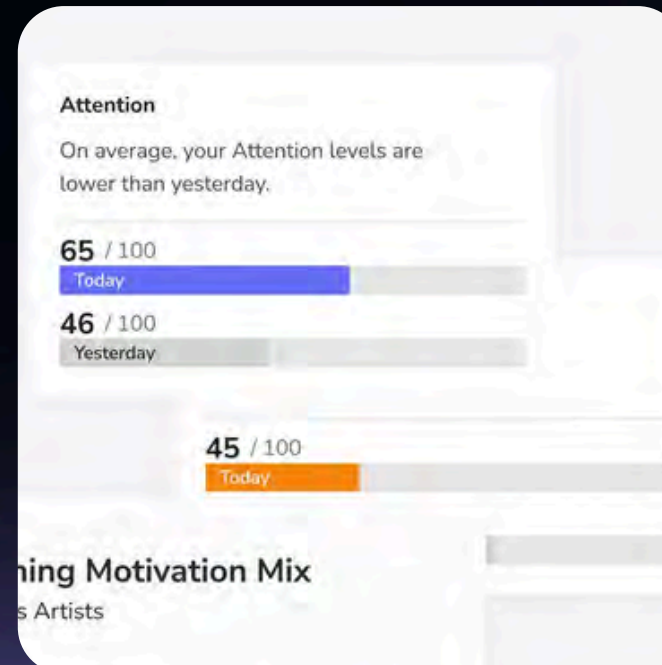 Attention
On average, your Attention levels are
lower than yesterday.
65 / 100
Today
46 / 100
Yesterday
45 / 100
Today
Motivation Mix
Artists